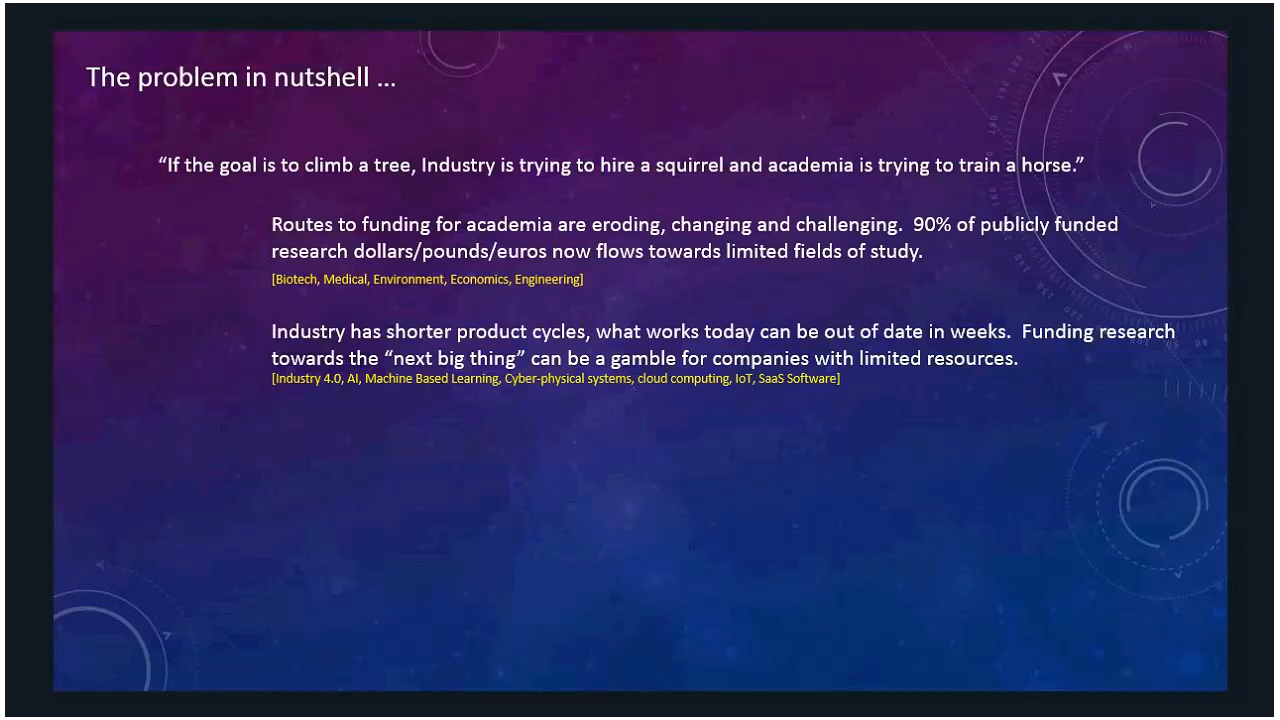 The problem in nutshell ...
“If the goal is to climb a tree, Industry is trying to hire a squirrel and academia is trying to train a horse.”
Routes to funding for academia are eroding, changing and challenging.  90% of publicly funded
research dollars/pounds/euros now flows towards limited fields of study.
[Biotech, Medical, Environment, Economics, Engineering]
Industry has shorter product cycles, what works today can be out of date in weeks.  Funding research
towards the “next big thing” can be a gamble for companies with limited resources.
[Industry 4.0, AI, Machine Based Learning, Cyber-physical systems, cloud computing, IoT, SaaS Software]